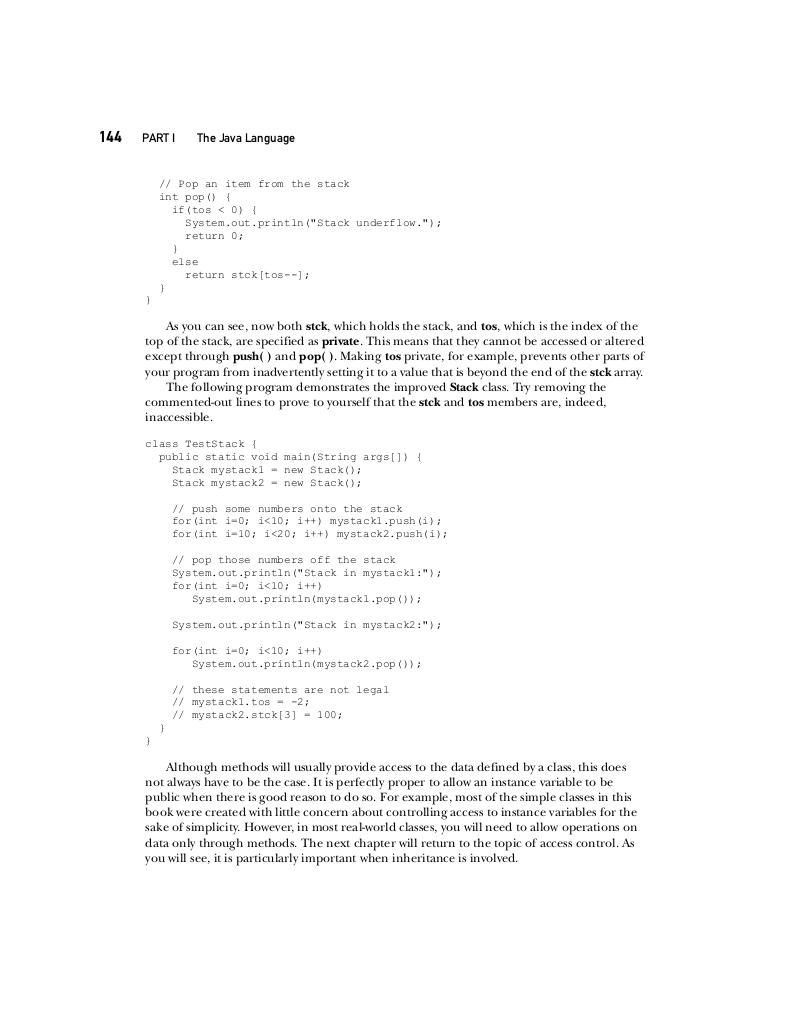 144 PART I The Java Language
// Pop an item from the stack
int pop() {
if(tos < 0) {
System.out.println("Stack underflow.");
return 0;
}
else
return stck[tos--];
}
}
As you can see, now both stck, which holds the stack, and tos, which is the index of the
top of the stack, are specified as private. This means that they cannot be accessed or altered
except through push( ) and pop( ). Making tos private, for example, prevents other parts of
your program from inadvertently setting it to a value that is beyond the end of the stck array.
The following program demonstrates the improved Stack class. Try removing the
commented-out lines to prove to yourself that the stck and tos members are, indeed,
inaccessible.
class TestStack {
public static void main(String args[]) {
Stack mystack1 = new Stack();
Stack mystack2 = new Stack();
// push some numbers onto the stack
for(int i=0; i<10; i++) mystack1.push(i);
for(int i=10; i<20; i++) mystack2.push(i);
// pop those numbers off the stack
System.out.println("Stack in mystack1:");
for(int i=0; i<10; i++)
System.out.println(mystack1.pop());
System.out.println("Stack in mystack2:");
for(int i=0; i<10; i++)
System.out.println(mystack2.pop());
// these statements are not legal
// mystack1.tos = -2;
// mystack2.stck[3] = 100;
}
}
Although methods will usually provide access to the data defined by a class, this does
not always have to be the case. It is perfectly proper to allow an instance variable to be
public when there is good reason to do so. For example, most of the simple classes in this
book were created with little concern about controlling access to instance variables for the
sake of simplicity. However, in most real-world classes, you will need to allow operations on
data only through methods. The next chapter will return to the topic of access control. As
you will see, it is particularly important when inheritance is involved.